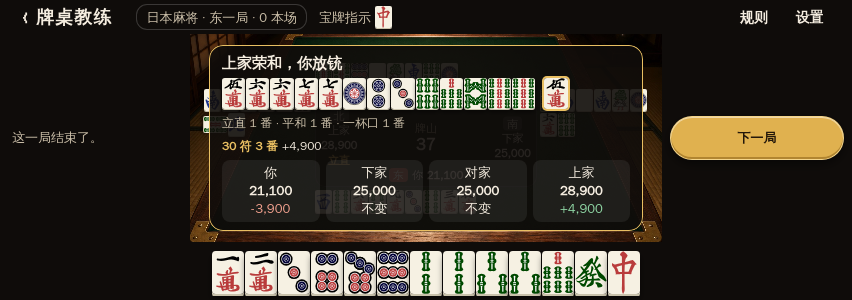 牌桌教练
日本麻将 · 东一局 · 0 本场
宝牌指示
规则
设置
上家荣和，你放铳
立直 1 番 · 平和 1 番 · 一杯口 1 番
30 符 3 番 +4,900
你
21,100
-3,900
下家
25,000
不变
对家
25,000
不变
上家
28,900
+4,900
这一局结束了。
下一局